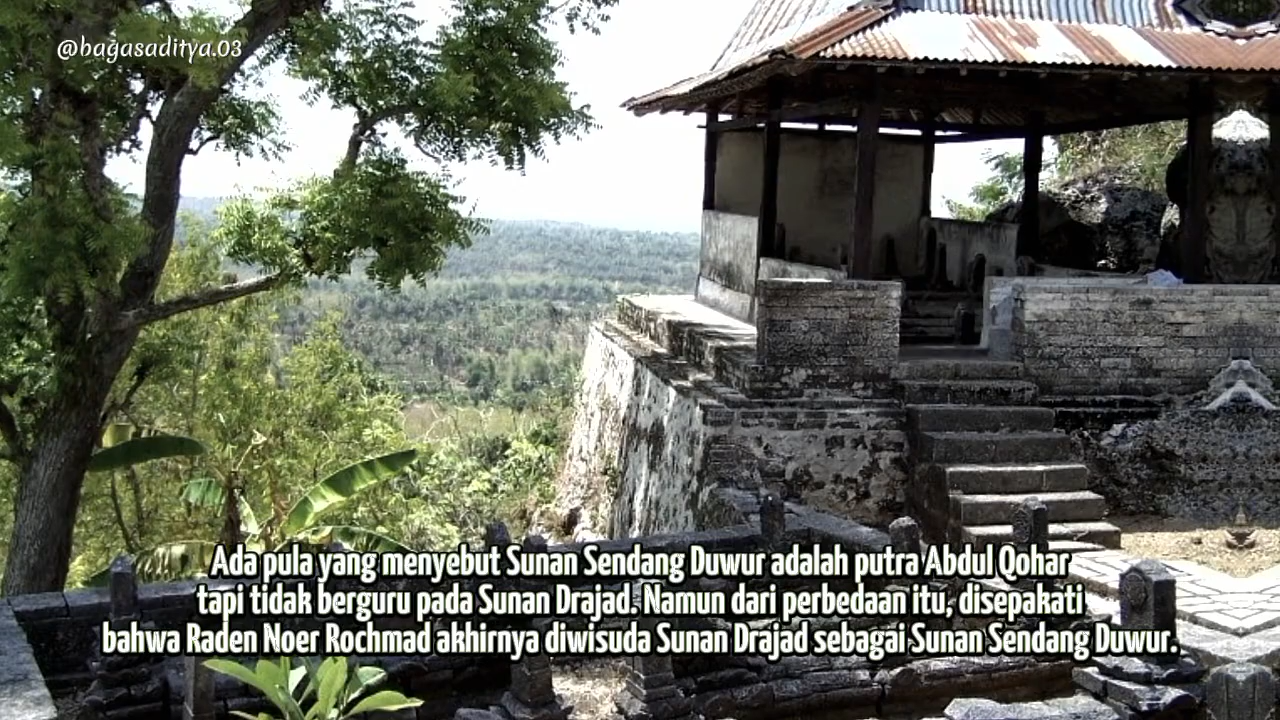 @bagasaditya.03
Ada pula yang menyebut Sunan Sendang Duwur adalah putra Abdul Qohar
tapi tidak berguru pada Sunan Drajad. Namun dari perbedaan itu, disepakati
bahwa Raden Noer Rochmad akhirnya diwisuda Sunan Drajad sebagai Sunan Sendang Duwur.